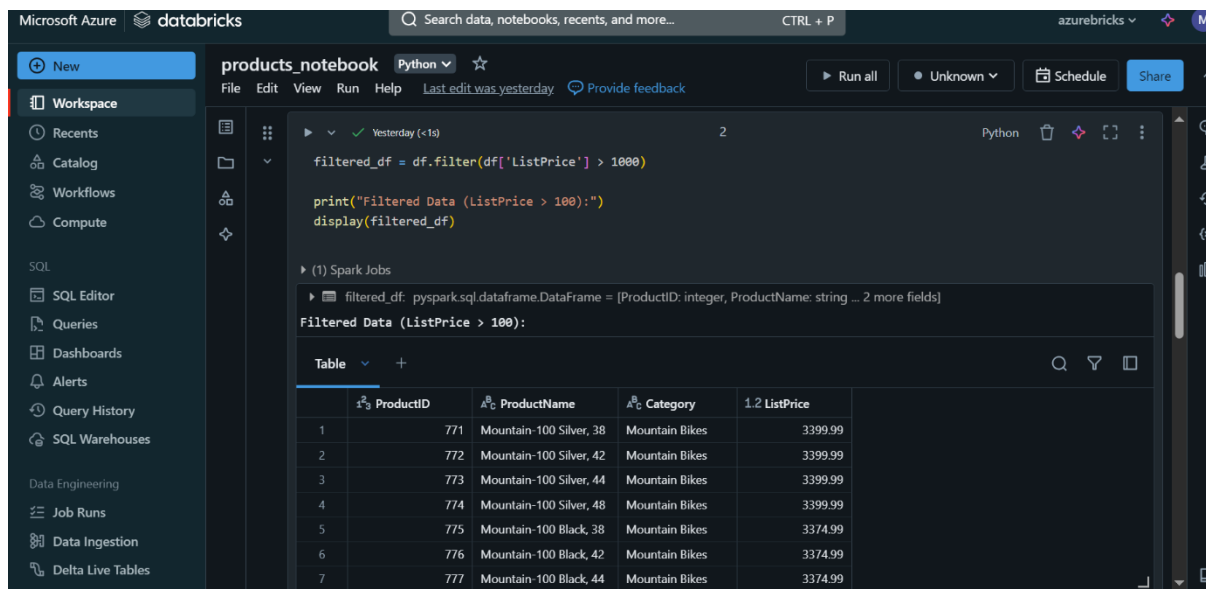 Microsoft Azure databricks Search data, notebooks, recents, and more... CTRL + P azurebricks M
New
Workspace
Recents
Catalog
Workflows
Compute
SQL
SQL Editor
Queries
Dashboards
Alerts
Query History
SQL Warehouses
Data Engineering
Job Runs
Data Ingestion
Delta Live Tables
products_notebook Python
File Edit View Run Help Last edit was yesterday Provide feedback Run all Unknown Schedule Share
Yesterday (<1s) 2 Python
filtered_df = df.filter(df['ListPrice'] > 1000)
print("Filtered Data (ListPrice > 100):")
display(filtered_df)
(1) Spark Jobs
filtered_df: pyspark.sql.dataframe.DataFrame = [ProductID: integer, ProductName: string ... 2 more fields]
Filtered Data (ListPrice > 100):
Table +
123 ProductID ABC ProductName ABC Category 1.2 ListPrice
1 771 Mountain-100 Silver, 38 Mountain Bikes 3399.99
2 772 Mountain-100 Silver, 42 Mountain Bikes 3399.99
3 773 Mountain-100 Silver, 44 Mountain Bikes 3399.99
4 774 Mountain-100 Silver, 48 Mountain Bikes 3399.99
5 775 Mountain-100 Black, 38 Mountain Bikes 3374.99
6 776 Mountain-100 Black, 42 Mountain Bikes 3374.99
7 777 Mountain-100 Black, 44 Mountain Bikes 3374.99